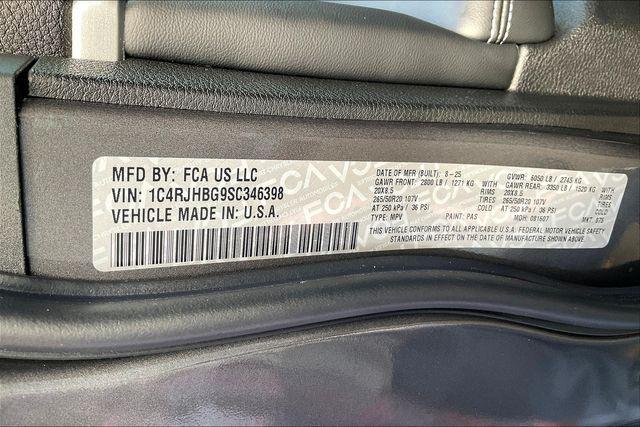 MFD BY: FCA US LLC
VIN: 1C4RJHBG9SC346398
VEHICLE MADE IN: U.S.A.
DATE OF MFR (BUILT): 8-25 GVWR: 6050 LB / 2745 KG
GAWR FRONT: 2800 LB / 1271 KG WITH GAWR REAR: 3350 LB / 1520 KG WITH
20X8.5 RIMS 20X8.5 RIMS
265/50R20 107V TIRES 265/50R20 107V TIRES
AT 250 kPa / 36 PSI COLD AT 250 kPa / 36 PSI COLD
TYPE: MPV PAINT: PAS MDH: 081607 MKT: 875
THIS VEHICLE CONFORMS TO ALL APPLICABLE U.S.A. FEDERAL MOTOR VEHICLE SAFETY
STANDARDS IN EFFECT ON THE DATE OF MANUFACTURE SHOWN ABOVE.